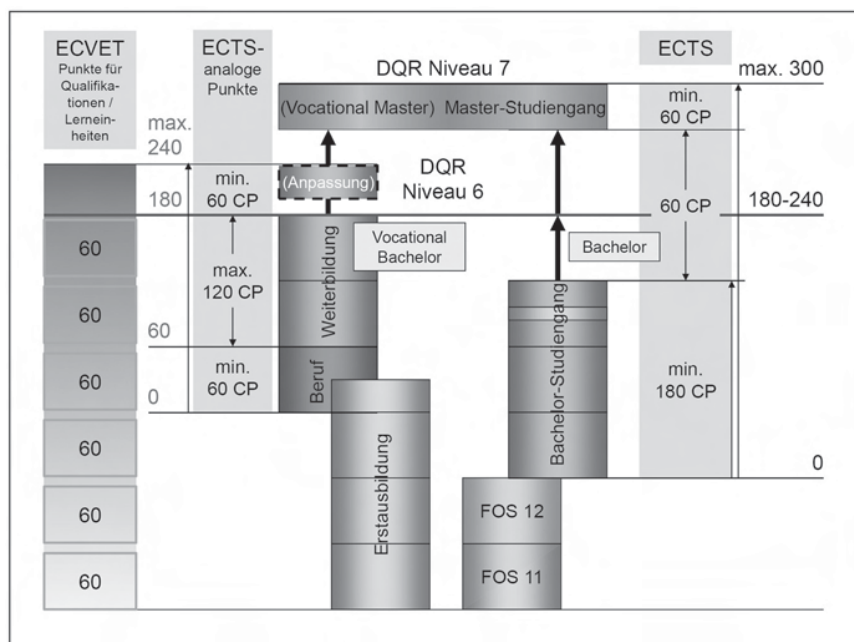 ECVET
Punkte für
Qualifika-
tionen /
Lernein-
heiten
60
60
60
60
60
60
max.
240
180
60
0
ECTS-
analoge
Punkte
min.
60 CP
max.
120 CP
min.
60 CP
DQR Niveau 7
(Vocational Master) Master-Studiengang
(Anpassung)
DQR
Niveau 6
Vocational
Bachelor
Weiterbildung
Beruf
Erstausbildung
Bachelor
Bachelor-Studiengang
FOS 12
FOS 11
ECTS
min.
60 CP
60 CP
min.
180 CP
max. 300
180-240
0